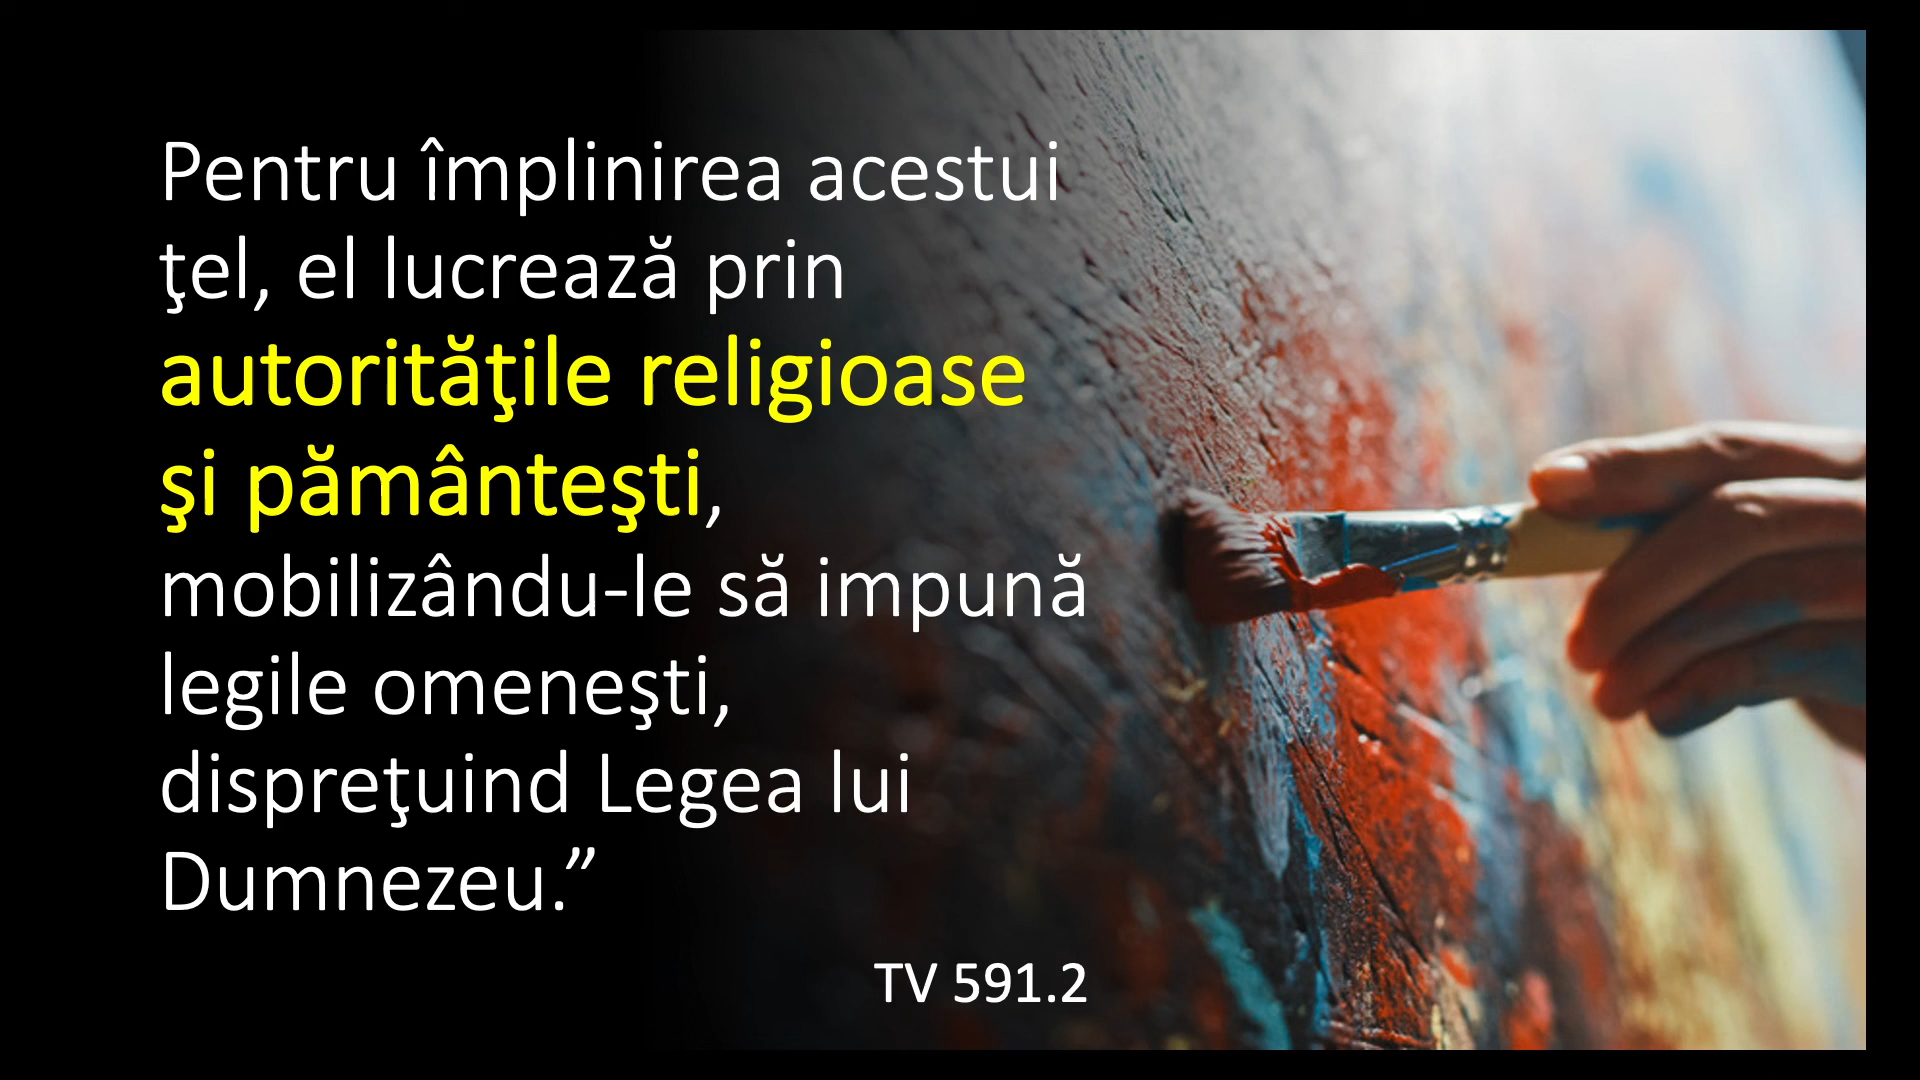 Pentru împlinirea acestui
ţel, el lucrează prin
autorităţile religioase
şi pământeşti,
mobilizându-le să impună
legile omeneşti,
dispreţuind Legea lui
Dumnezeu.”
TV 591.2